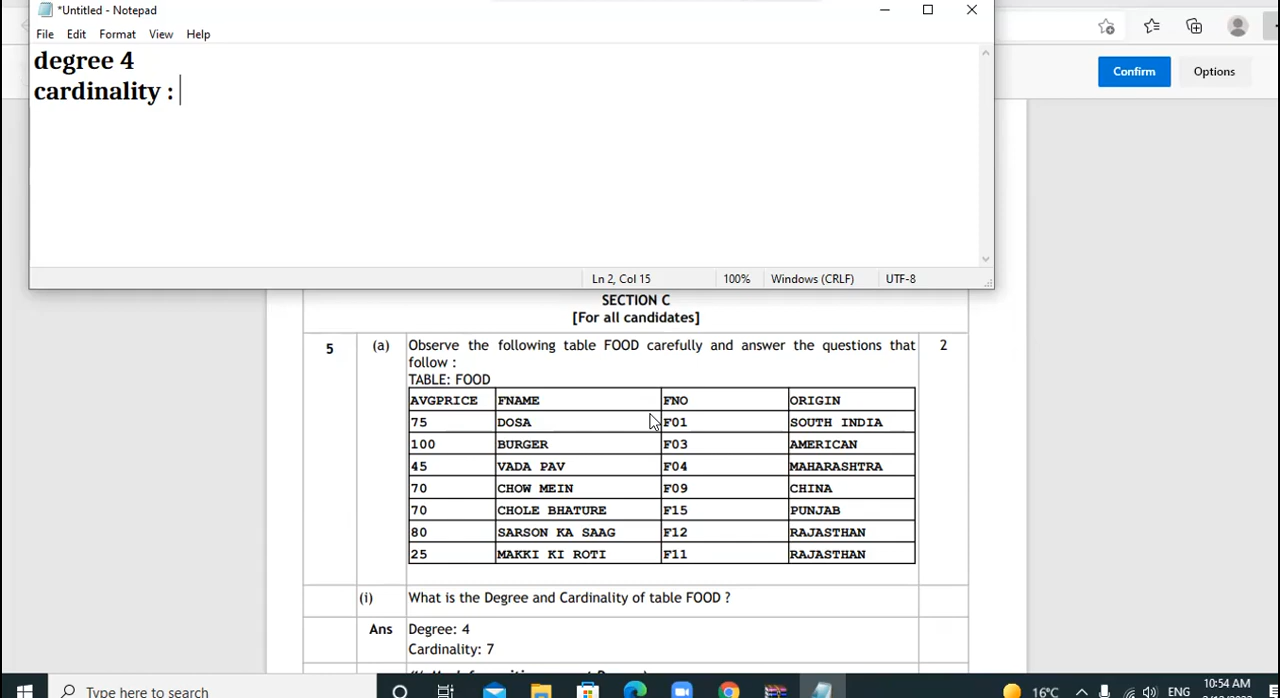 *Untitled - Notepad
File Edit Format View Help
degree 4
cardinality :
Ln 2, Col 15 100% Windows (CRLF) UTF-8
Confirm Options
SECTION C
[For all candidates]
5 (a) Observe the following table FOOD carefully and answer the questions that 2
follow :
TABLE: FOOD
AVGPRICE FNAME FNO ORIGIN
75 DOSA F01 SOUTH INDIA
100 BURGER F03 AMERICAN
45 VADA PAV F04 MAHARASHTRA
70 CHOW MEIN F09 CHINA
70 CHOLE BHATURE F15 PUNJAB
80 SARSON KA SAAG F12 RAJASTHAN
25 MAKKI KI ROTI F11 RAJASTHAN
(i) What is the Degree and Cardinality of table FOOD ?
Ans Degree: 4
Cardinality: 7
Type here to search
16°C ENG 10:54 AM